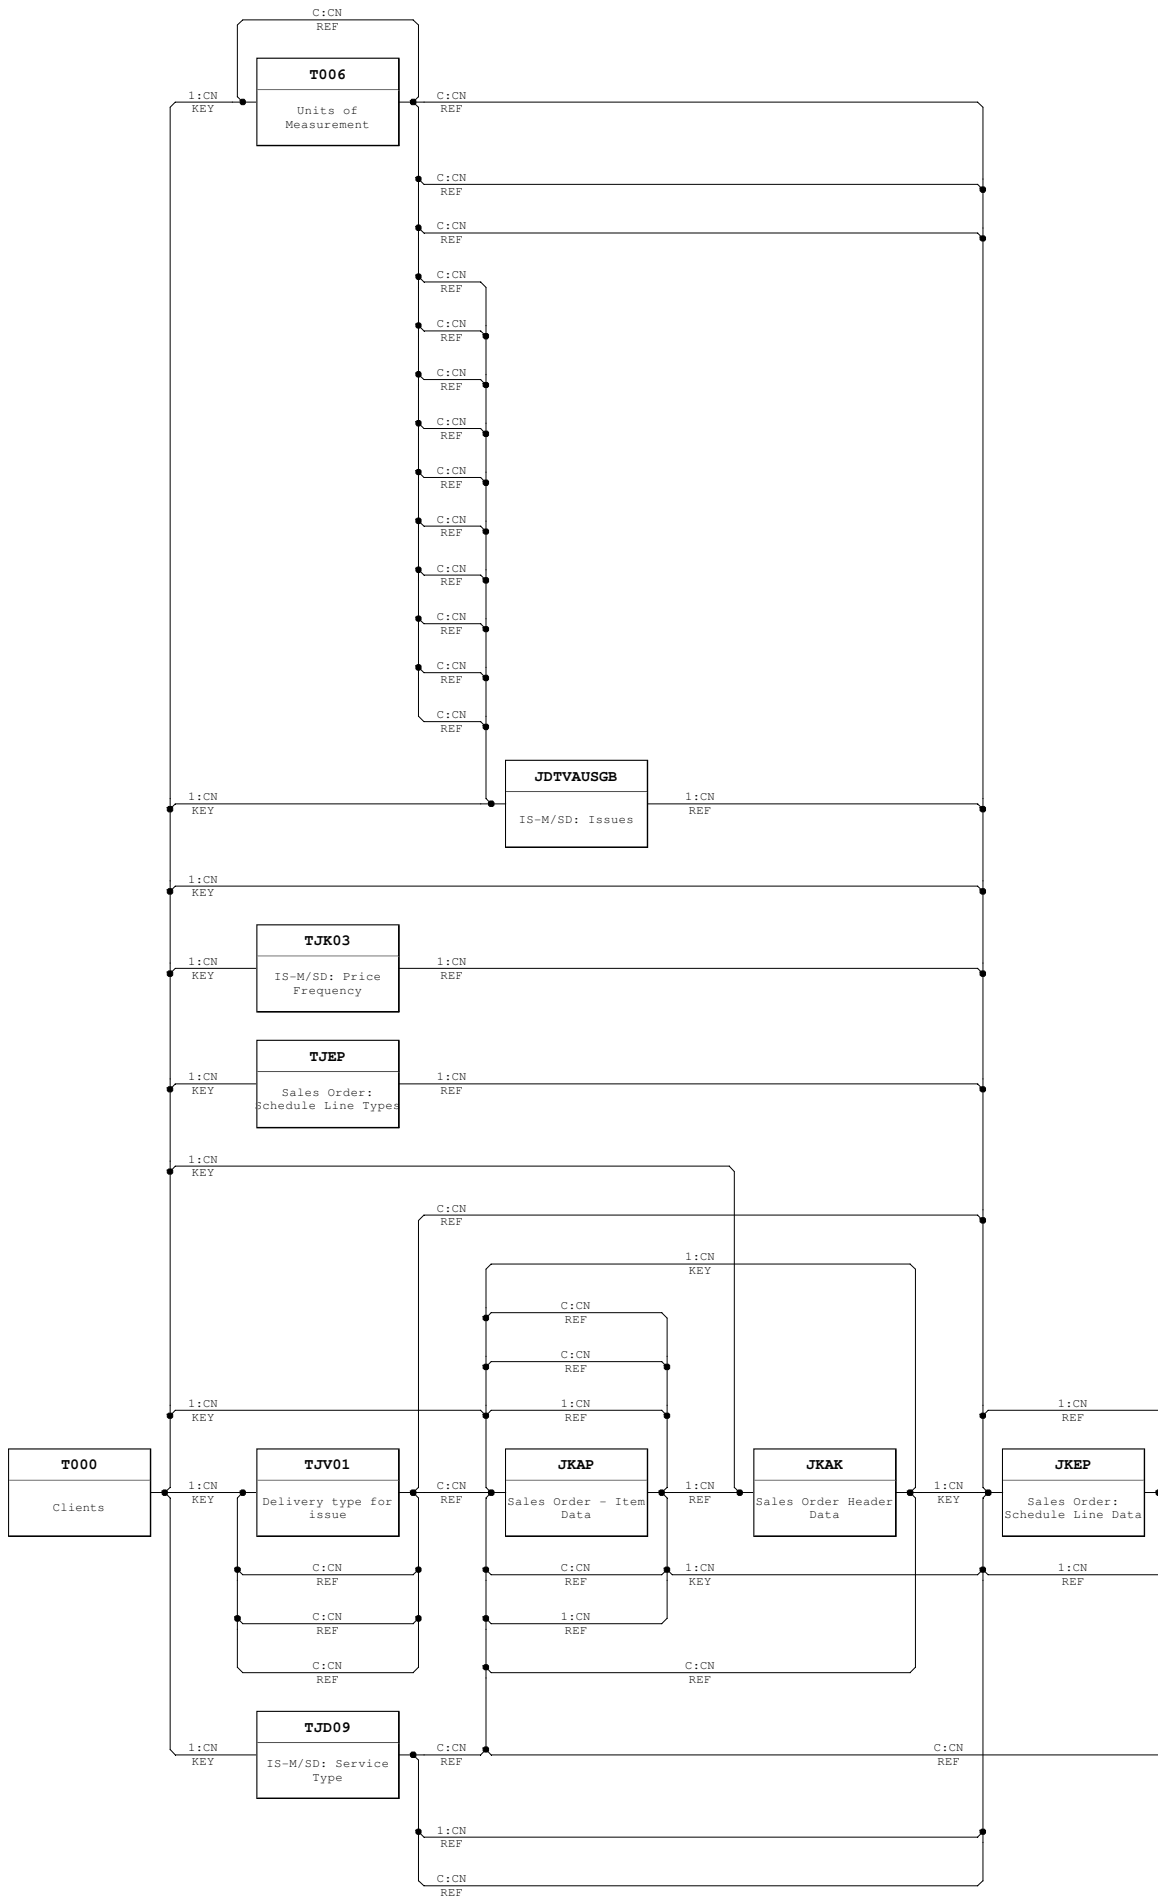 C:CN
REF
T006
1:CN
KEY
Units of
Measurement
C:CN
REF
C:CN
REF
C:CN
REF
C:CN
REF
C:CN
REF
C:CN
REF
C:CN
REF
C:CN
REF
C:CN
REF
C:CN
REF
C:CN
REF
C:CN
REF
C:CN
REF
JDTVAUSGB
1:CN
KEY
IS-M/SD: Issues
1:CN
REF
1:CN
KEY
TJK03
1:CN
KEY
IS-M/SD: Price
Frequency
1:CN
REF
TJEP
1:CN
KEY
Sales Order:
Schedule Line Types
1:CN
REF
1:CN
KEY
C:CN
REF
1:CN
KEY
C:CN
REF
C:CN
REF
1:CN
KEY
1:CN
REF
1:CN
REF
T000
Clients
1:CN
KEY
TJV01
Delivery type for
issue
C:CN
REF
JKAP
Sales Order - Item
Data
1:CN
REF
JKAK
Sales Order Header
Data
1:CN
KEY
JKEP
Sales Order:
Schedule Line Data
C:CN
REF
C:CN
REF
1:CN
KEY
1:CN
REF
C:CN
REF
1:CN
REF
C:CN
REF
C:CN
REF
TJD09
1:CN
KEY
IS-M/SD: Service
Type
C:CN
REF
C:CN
REF
1:CN
REF
C:CN
REF